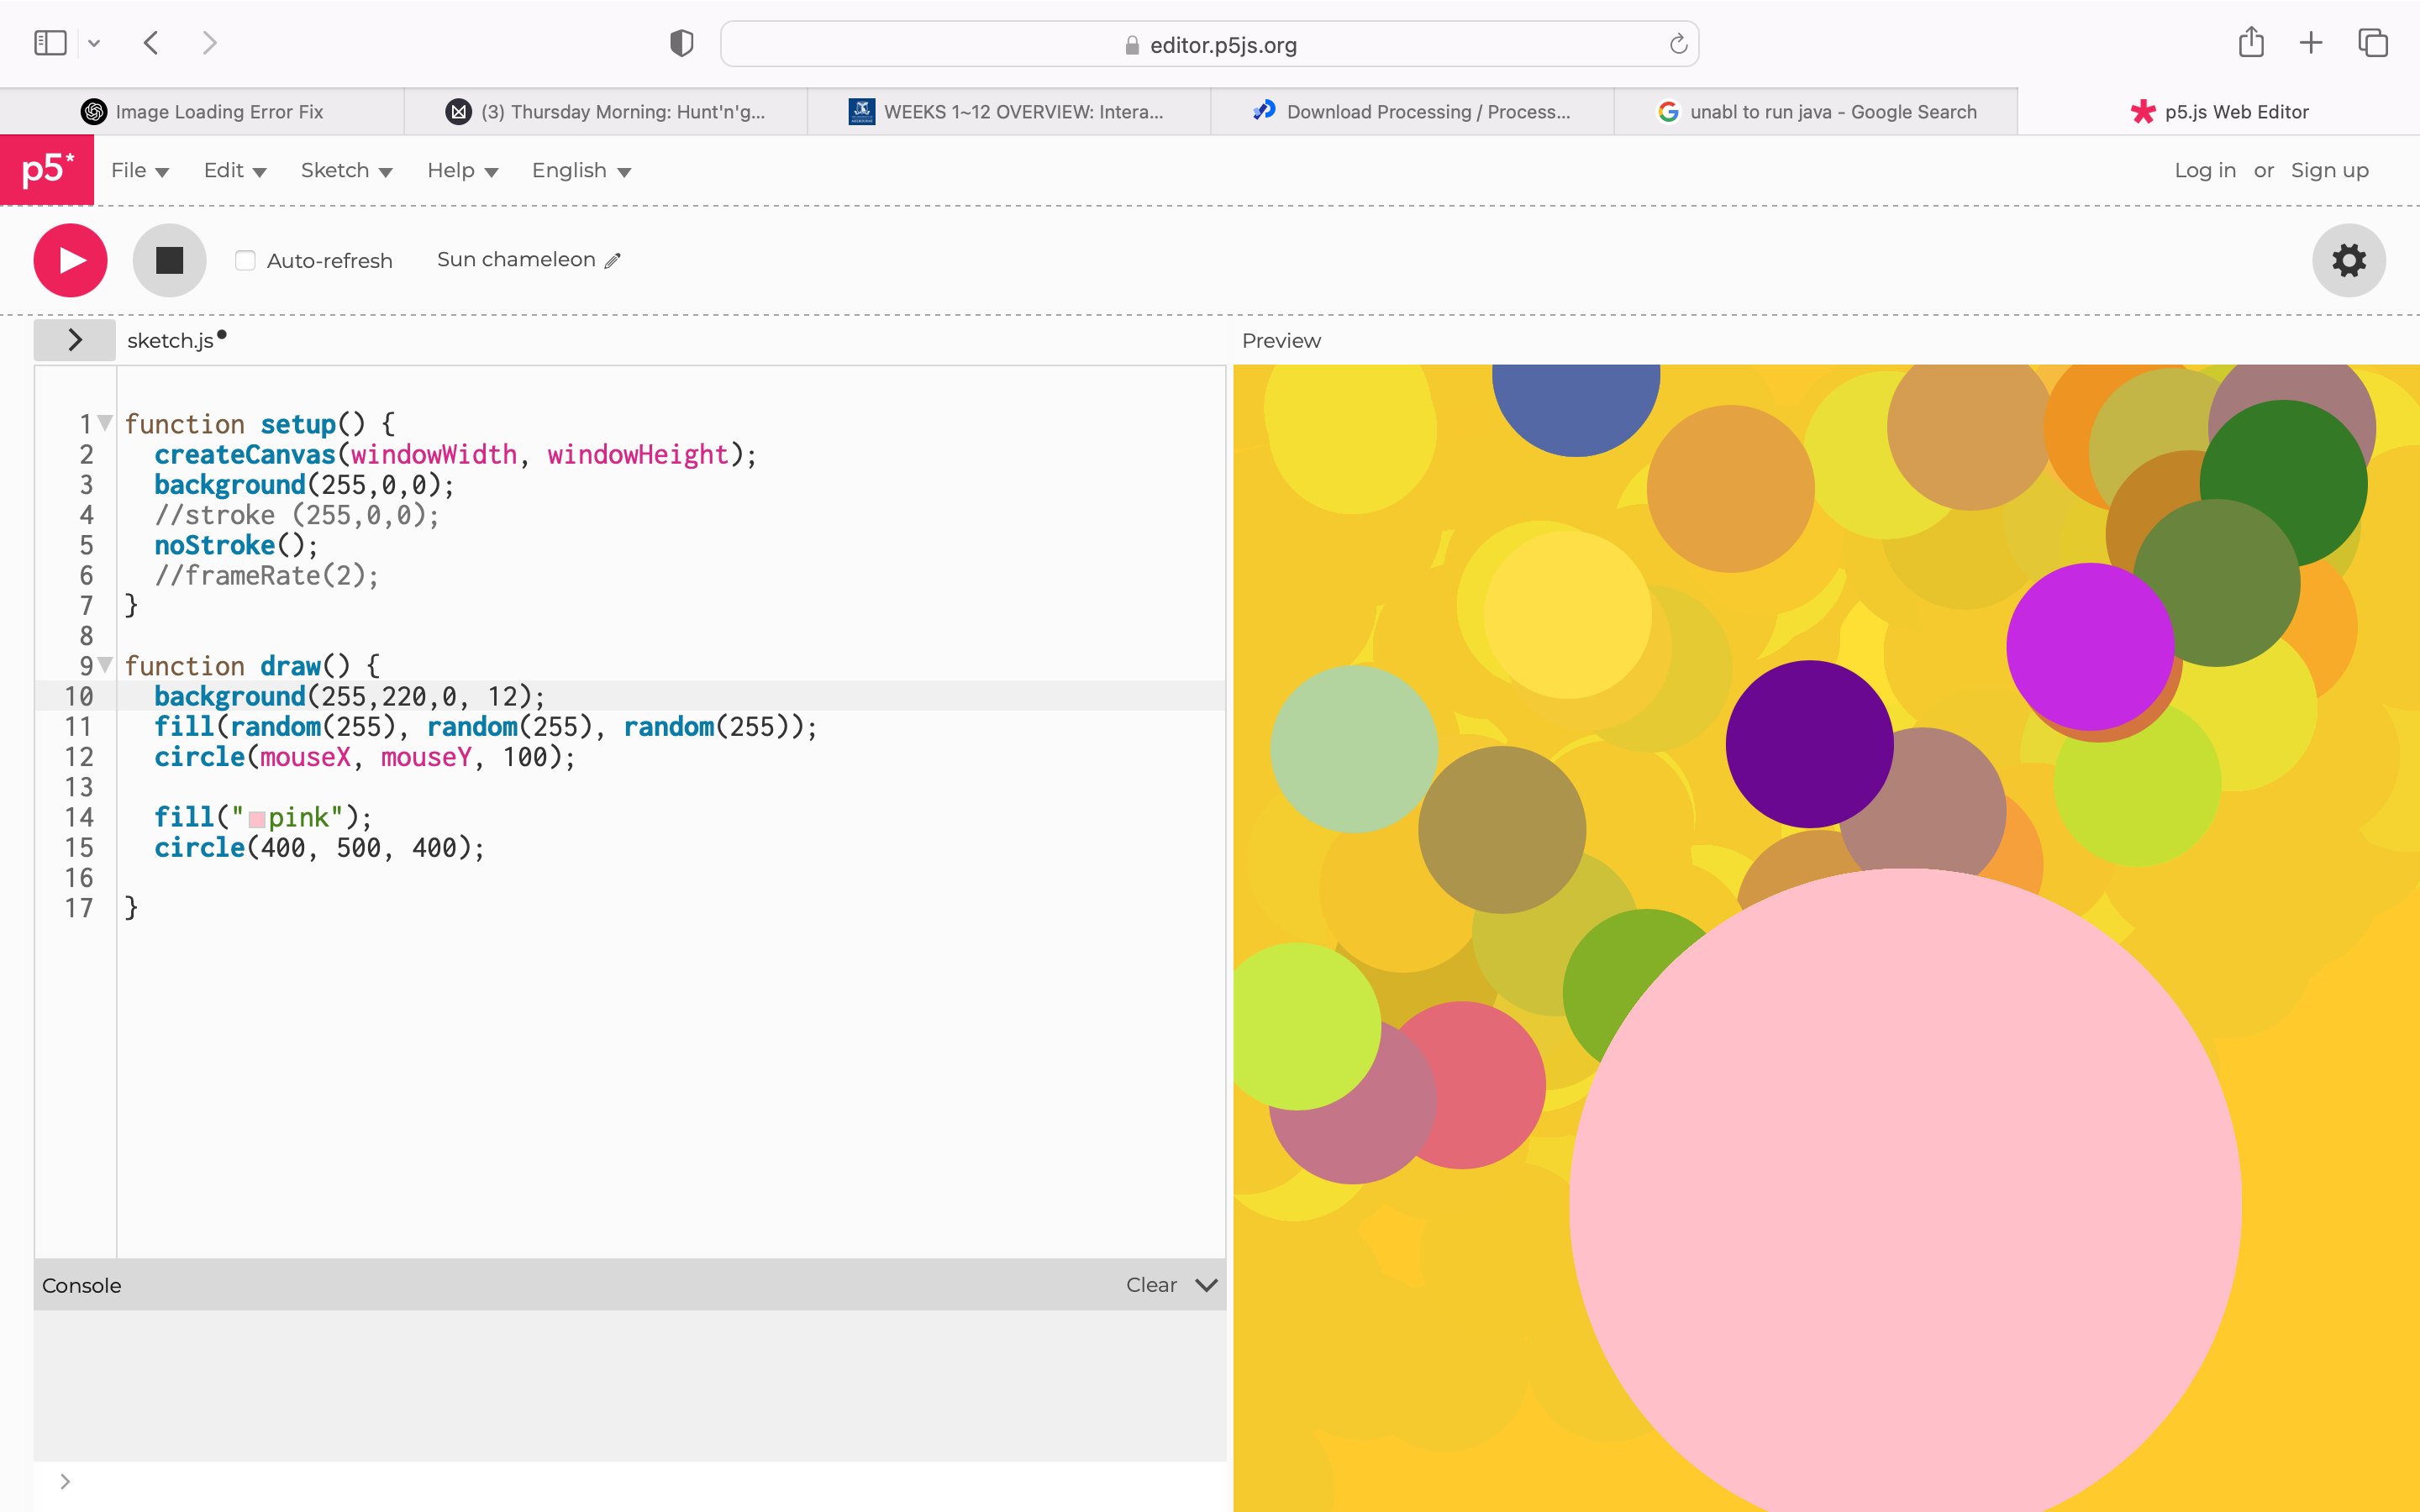 editor.p5js.org
Image Loading Error Fix
(3) Thursday Morning: Hunt'n'g...
WEEKS 1~12 OVERVIEW: Intera...
Download Processing / Process...
unabl to run java - Google Search
p5.js Web Editor
p5*
File
Edit
Sketch
Help
English
Log in or Sign up
Auto-refresh
Sun chameleon
sketch.js
Preview
1 function setup() {
2 createCanvas(windowWidth, windowHeight);
3 background(255,0,0);
4 //stroke (255,0,0);
5 noStroke();
6 //frameRate(2);
7 }
8
9 function draw() {
10 background(255,220,0, 12);
11 fill(random(255), random(255), random(255));
12 circle(mouseX, mouseY, 100);
13
14 fill("pink");
15 circle(400, 500, 400);
16
17 }
Console
Clear
>